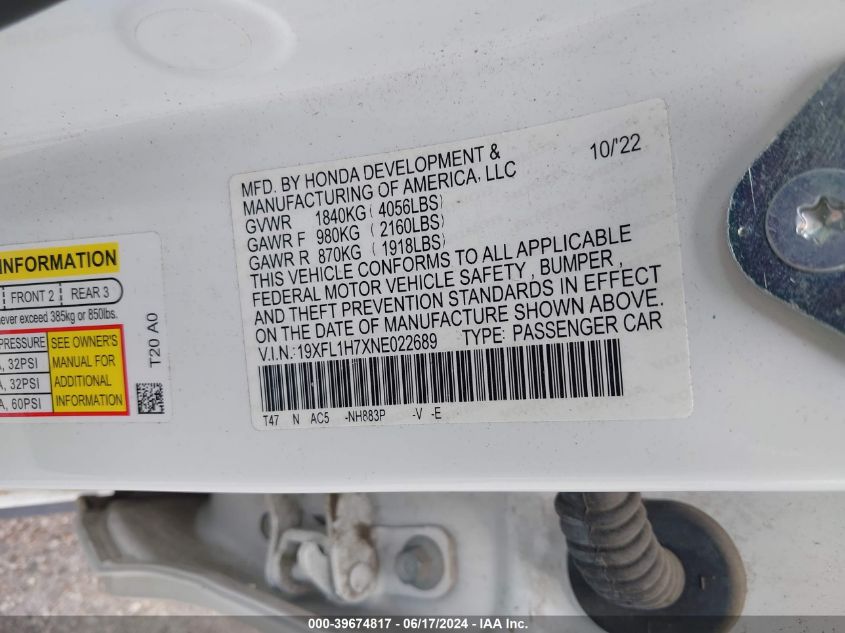 MFD. BY HONDA DEVELOPMENT &
MANUFACTURING OF AMERICA, LLC
10/'22
GVWR 1840KG ( 4056LBS)
GAWR F 980KG ( 2160LBS)
GAWR R 870KG ( 1918LBS)
THIS VEHICLE CONFORMS TO ALL APPLICABLE
FEDERAL MOTOR VEHICLE SAFETY , BUMPER ,
AND THEFT PREVENTION STANDARDS IN EFFECT
ON THE DATE OF MANUFACTURE SHOWN ABOVE.
V.I.N.: 19XFL1H7XNE022689 TYPE: PASSENGER CAR
T47 N AC5 -NH883P -V -E
INFORMATION
FRONT 2 REAR 3
never exceed 385kg or 850lbs.
PRESSURE
A, 32PSI
A, 32PSI
A, 60PSI
SEE OWNER'S
MANUAL FOR
ADDITIONAL
INFORMATION
T20 A0
000-39674817 - 06/17/2024 - IAA Inc.